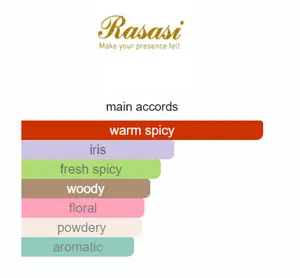 Rasasi
Make your presence felt
main accords
warm spicy
iris
fresh spicy
woody
floral
powdery
aromatic